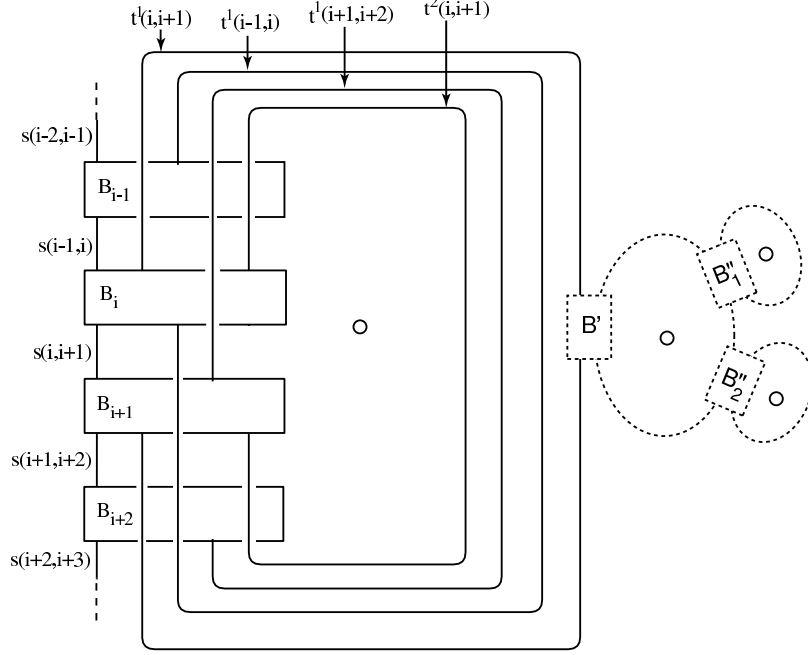 t¹(i,i+1)
t¹(i-1,i)
t¹(i+1,i+2)
t²(i,i+1)
s(i-2,i-1)
B_{i-1}
s(i-1,i)
B_i
s(i,i+1)
B_{i+1}
s(i+1,i+2)
B_{i+2}
s(i+2,i+3)
B'
B''_1
B''_2